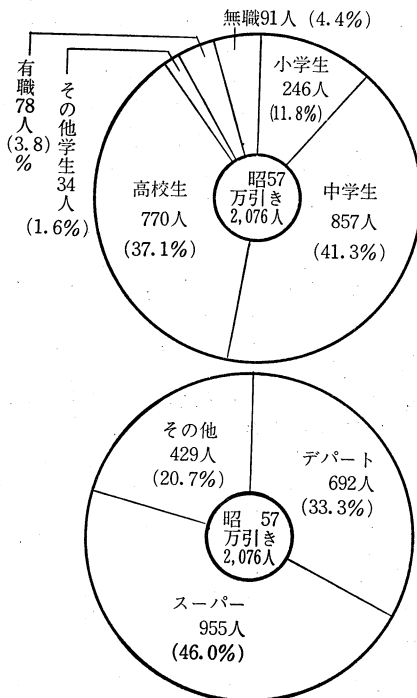 無職91人 (4.4%)
小学生
246人
(11.8%)
中学生
857人
(41.3%)
高校生
770人
(37.1%)
その他学生34人
(1.6%)
有職78人
(3.8)
%
昭57
万引き
2,076人
デパート
692人
(33.3%)
スーパー
955人
(46.0%)
その他
429人
(20.7%)
昭 57
万引き
2,076人